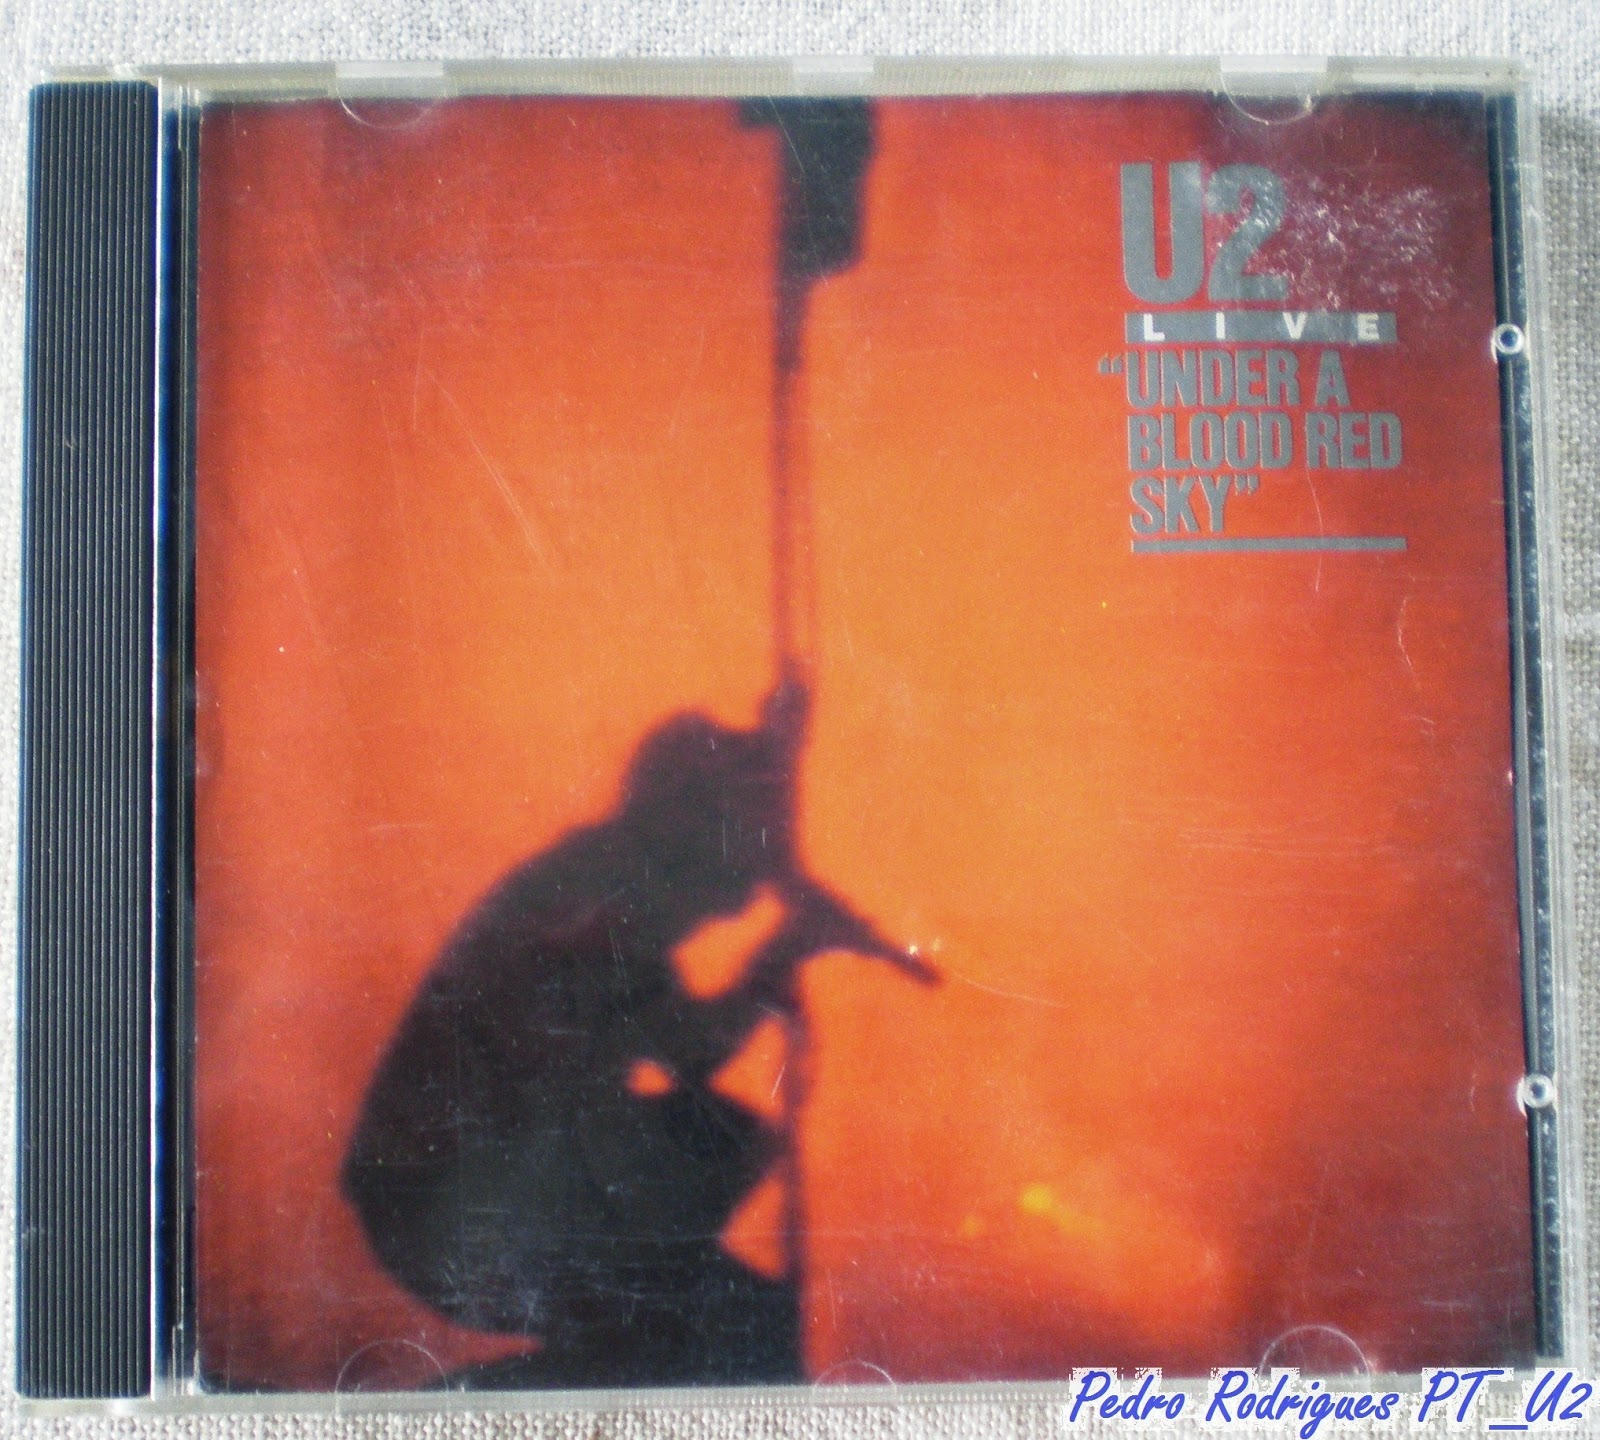 U2
LIVE
“UNDER A
BLOOD RED
SKY”
Pedro Rodrigues PT_U2